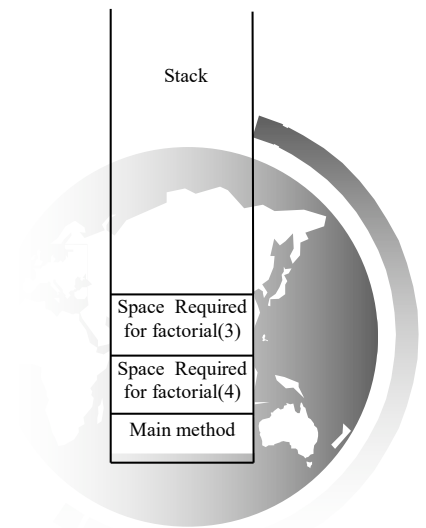 Stack
Space Required
for factorial(3)
Space Required
for factorial(4)
Main method